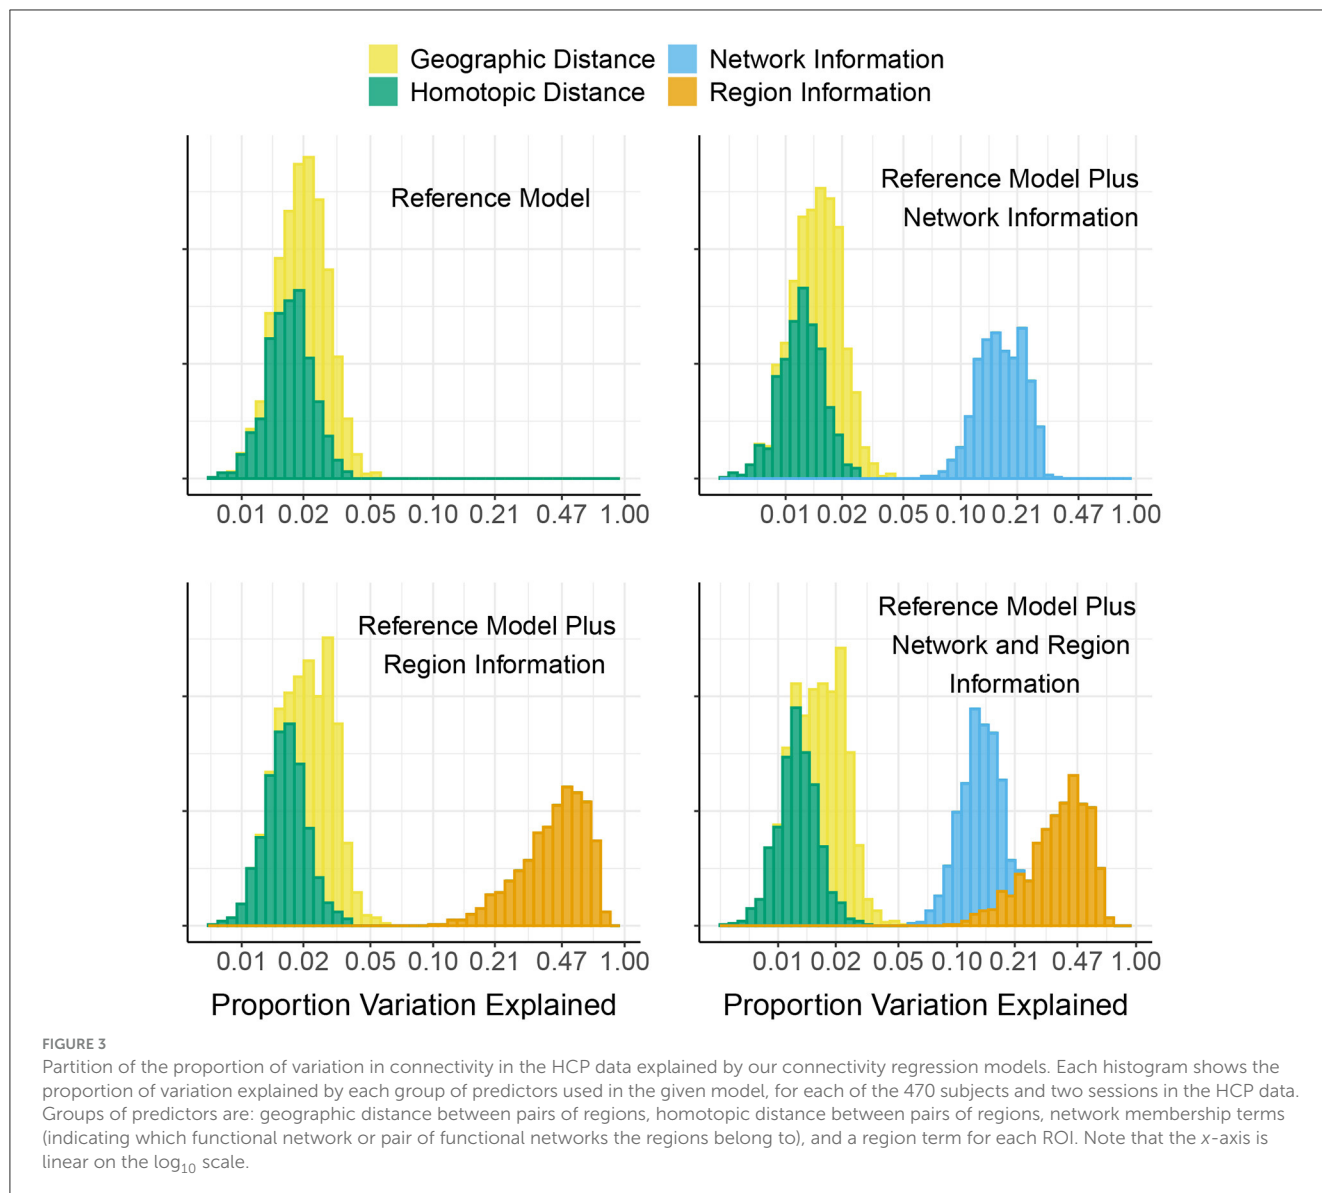 Geographic Distance
Network Information
Homotopic Distance
Region Information
Reference Model
0.01 0.02 0.05 0.10 0.21 0.47 1.00
Reference Model Plus
Network Information
0.01 0.02 0.05 0.10 0.21 0.47 1.00
Reference Model Plus
Region Information
0.01 0.02 0.05 0.10 0.21 0.47 1.00
Proportion Variation Explained
Reference Model Plus
Network and Region
Information
0.01 0.02 0.05 0.10 0.21 0.47 1.00
Proportion Variation Explained
FIGURE 3
Partition of the proportion of variation in connectivity in the HCP data explained by our connectivity regression models. Each histogram shows the
proportion of variation explained by each group of predictors used in the given model, for each of the 470 subjects and two sessions in the HCP data.
Groups of predictors are: geographic distance between pairs of regions, homotopic distance between pairs of regions, network membership terms
(indicating which functional network or pair of functional networks the regions belong to), and a region term for each ROI. Note that the x-axis is
linear on the log₁₀ scale.